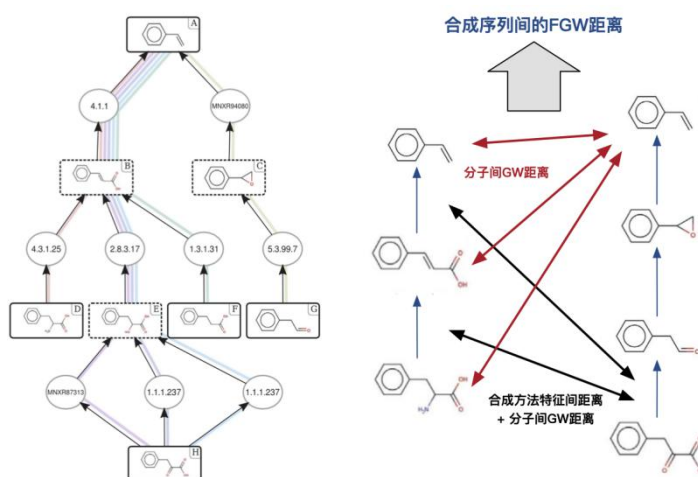 合成序列间的FGW距离
A
4.1.1
MNXR94080
B
C
分子间GW距离
4.3.1.25
2.8.3.17
1.3.1.31
5.3.99.7
D
E
F
G
MNXR87313
1.1.1.237
1.1.1.237
H
合成方法特征间距离
+ 分子间GW距离
O
OH
O
O
OH
NH₂
O
O
O